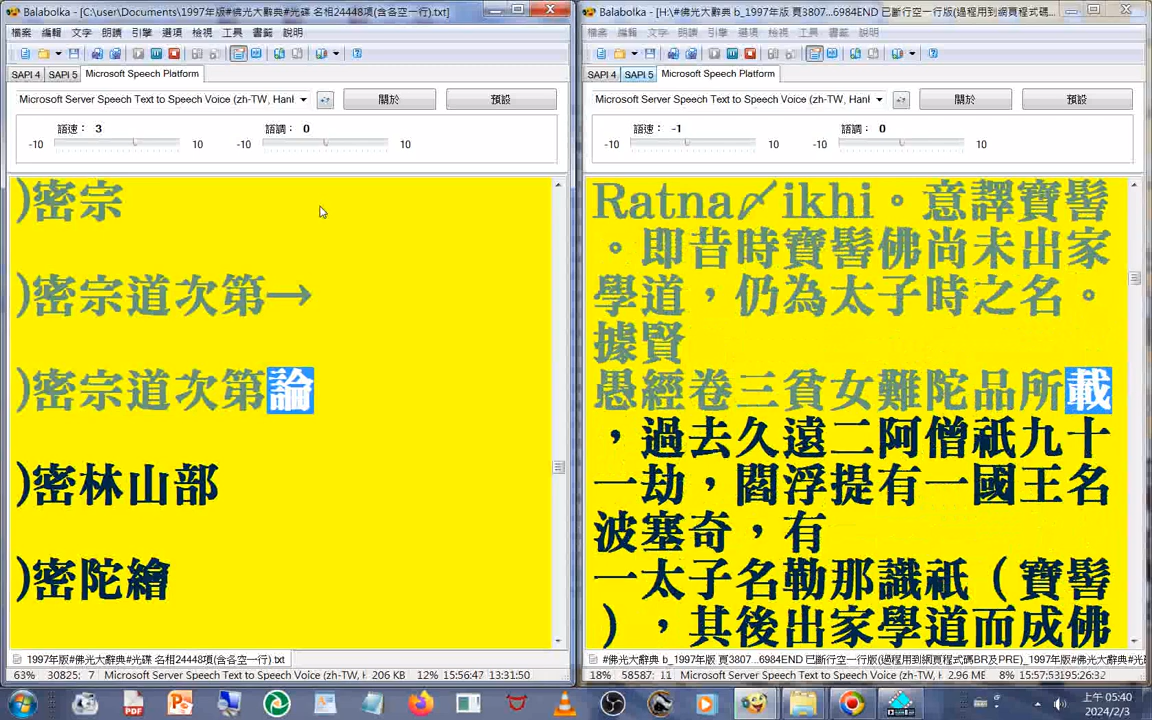 Balabolka - [C:\user\Documents\1997年版#佛光大辭典#光碟 名相24448項(含各空一行).txt]
檔案 編輯 文字 朗讀 引擎 選項 檢視 工具 書籤 說明
SAPI 4 SAPI 5 Microsoft Speech Platform
Microsoft Server Speech Text to Speech Voice (zh-TW, Hanl
關於 預設
語速： 3 語調： 0
-10 10 -10 10
)密宗
)密宗道次第→
)密宗道次第論
)密林山部
)密陀繪
1997年版#佛光大辭典#光碟 名相24448項(含各空一行).txt
63% 30825: 7 Microsoft Server Speech Text to Speech Voice (zh-TW, H 206 KB 12% 15:56:47 13:31:50
Balabolka - [H:\#佛光大辭典 b_1997年版 頁3807...6984END 已斷行空一行版(過程用到網頁程式碼...
檔案 編輯 文字 朗讀 引擎 選項 檢視 工具 書籤 說明
SAPI 4 SAPI 5 Microsoft Speech Platform
Microsoft Server Speech Text to Speech Voice (zh-TW, Hanl
關於 預設
語速： -1 語調： 0
-10 10 -10 10
Ratna〆ikhi。意譯寶髻
。即昔時寶髻佛尚未出家
學道，仍為太子時之名。
據賢
愚經卷三貧女難陀品所載
，過去久遠二阿僧祇九十
一劫，閻浮提有一國王名
波塞奇，有
一太子名勒那識祇（寶髻
），其後出家學道而成佛
#佛光大辭典 b_1997年版 頁3807...6984END 已斷行空一行版(過程用到網頁程式碼BR及PRE)_1997年版#光
18% 58587: 11 Microsoft Server Speech Text to Speech Voice (zh-TW, H 2.96 ME 8% 15:27:53195:26:32
上午 05:40
2024/2/3